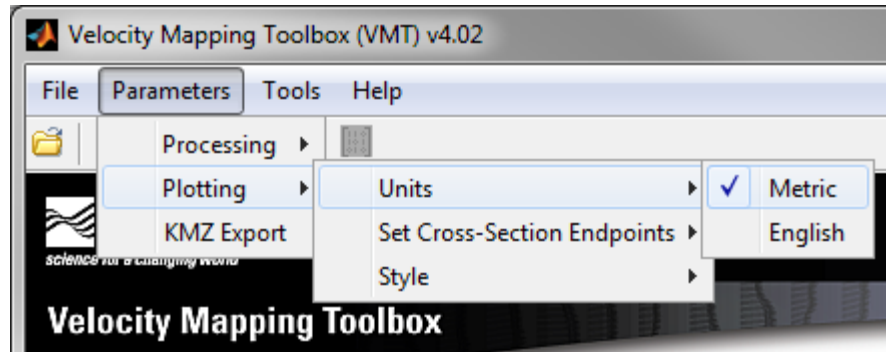 Velocity Mapping Toolbox (VMT) v4.02
File Parameters Tools Help
Processing
Plotting Units Metric
KMZ Export Set Cross-Section Endpoints English
science for a changing world Style
Velocity Mapping Toolbox